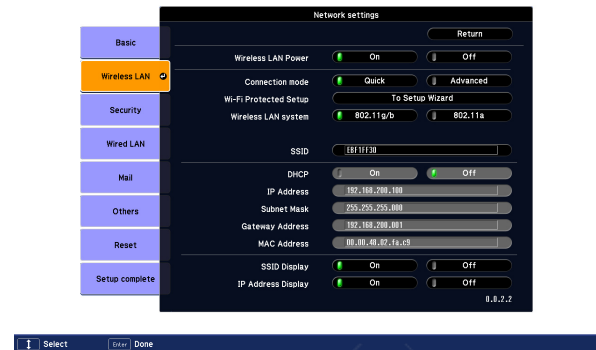 Network settings
Return
Basic
Wireless LAN Power On Off
Wireless LAN
Connection mode Quick Advanced
Wi-Fi Protected Setup To Setup Wizard
Security
Wireless LAN system 802.11g/b 802.11a
Wired LAN
SSID EBF1FF30
Mail
DHCP On Off
IP Address 192.168.200.100
Others
Subnet Mask 255.255.255.000
Gateway Address 192.168.200.001
Reset
MAC Address 00.00.40.02.fa.c9
SSID Display On Off
Setup complete
IP Address Display On Off
0.0.2.2
Select Enter Done